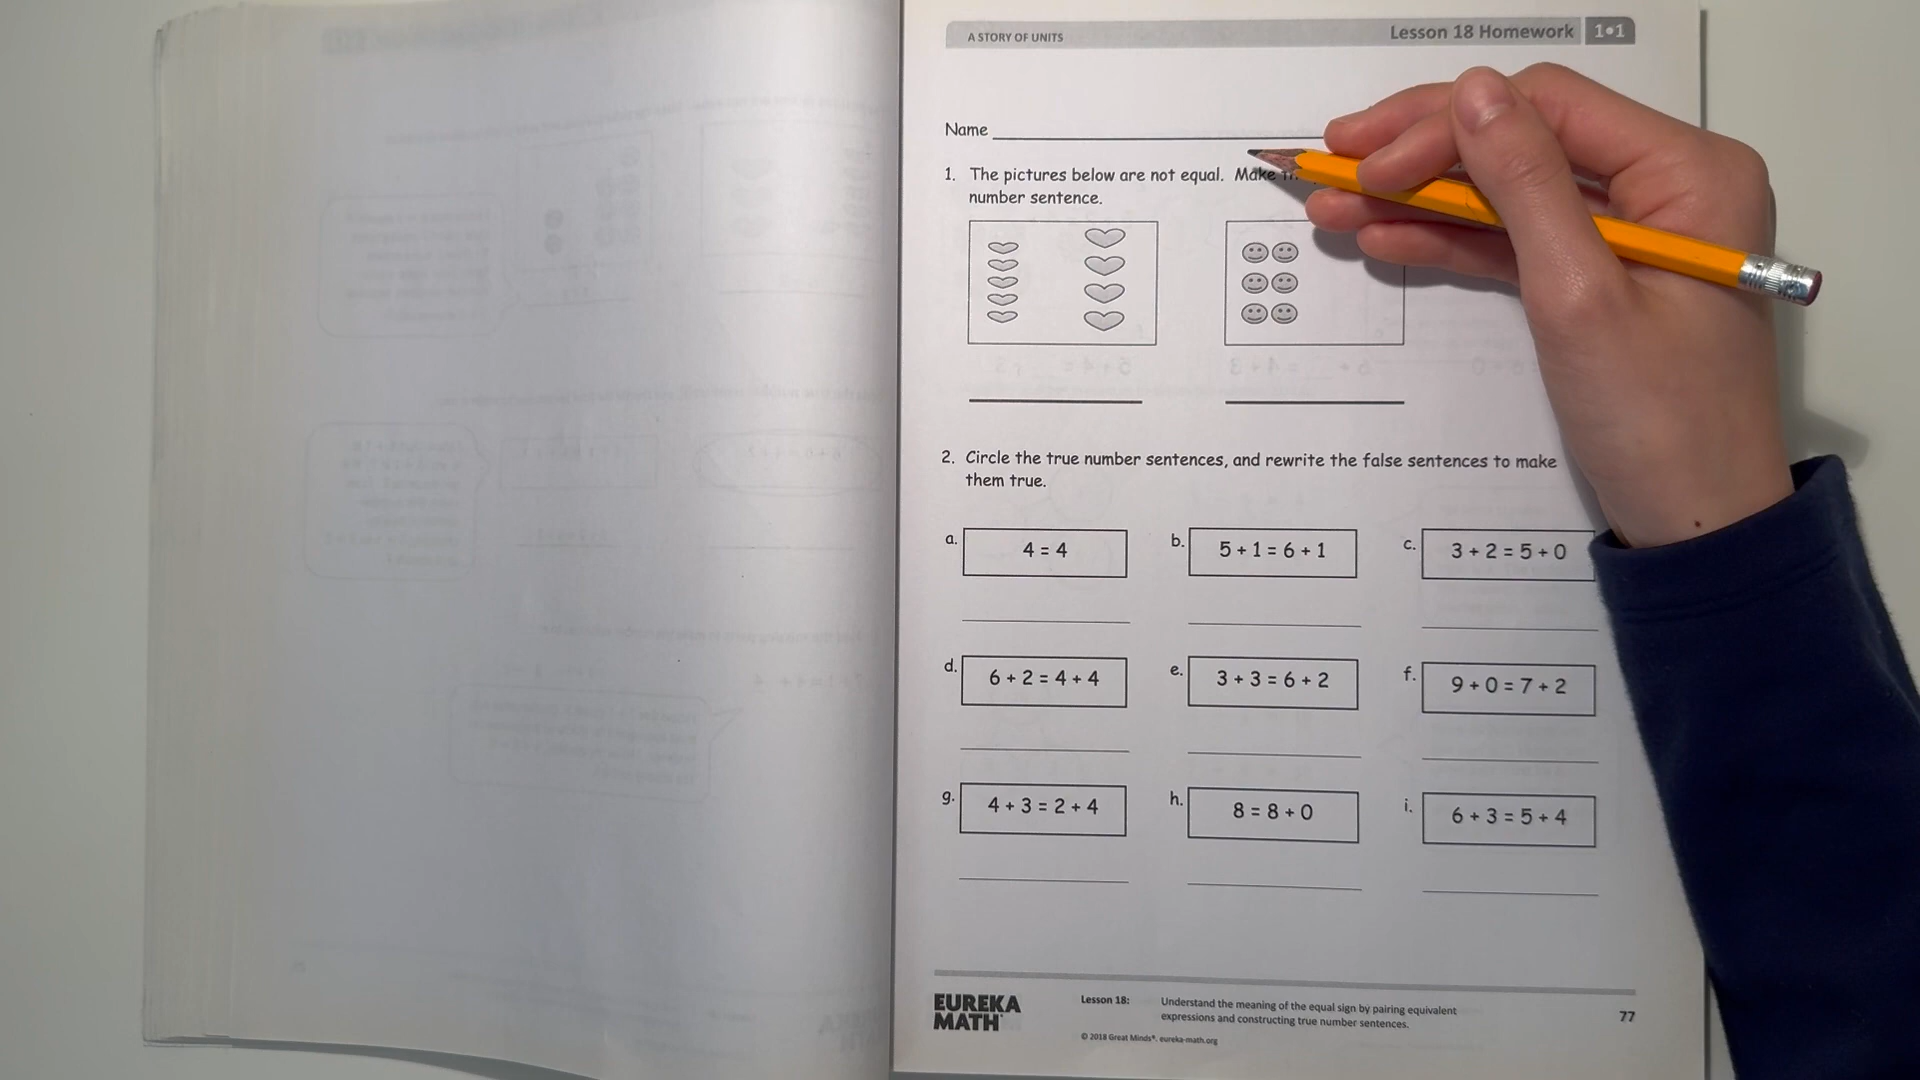 A STORY OF UNITS
Lesson 18 Homework 1•1
Name
1. The pictures below are not equal. Make
number sentence.
2. Circle the true number sentences, and rewrite the false sentences to make
them true.
a. 4 = 4
b. 5 + 1 = 6 + 1
c. 3 + 2 = 5 + 0
d. 6 + 2 = 4 + 4
e. 3 + 3 = 6 + 2
f. 9 + 0 = 7 + 2
g. 4 + 3 = 2 + 4
h. 8 = 8 + 0
i. 6 + 3 = 5 + 4
EUREKA
MATH
Lesson 18: Understand the meaning of the equal sign by pairing equivalent
expressions and constructing true number sentences.
77
© 2018 Great Minds®. eureka-math.org